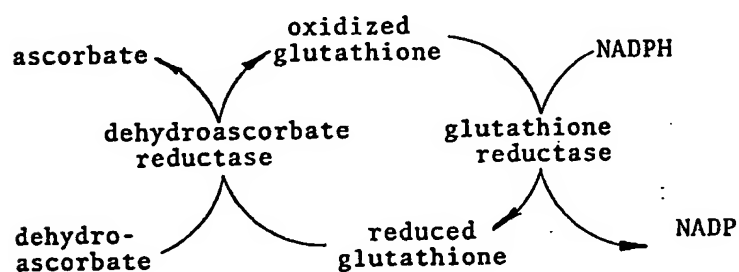 oxidized
ascorbate glutathione NADPH
dehydroascorbate glutathione
reductase reductase
dehydro- reduced NADP
ascorbate glutathione